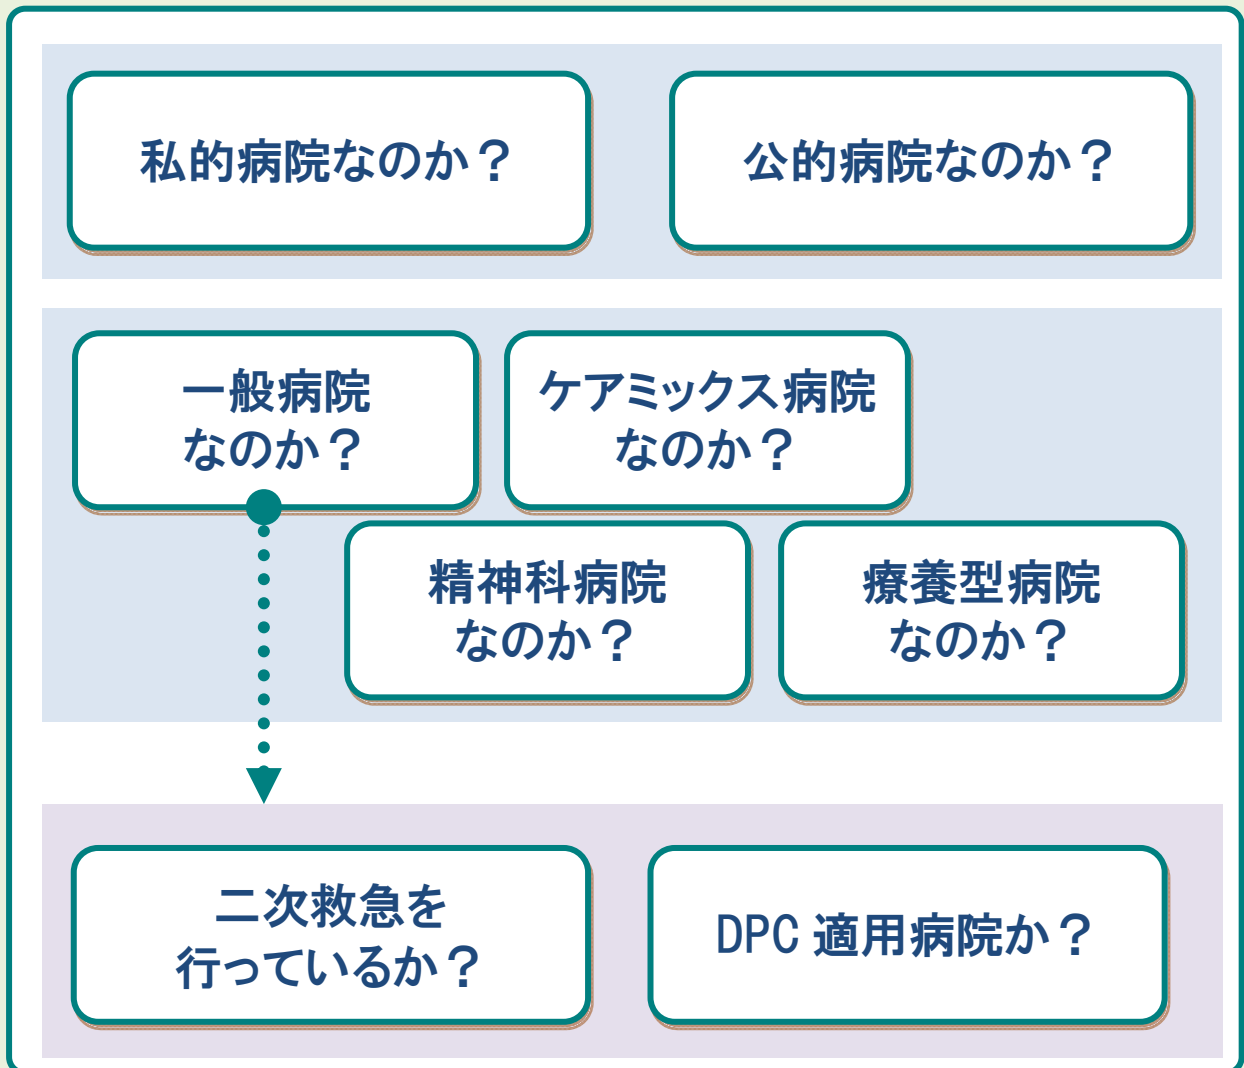 私的病院なのか？
公的病院なのか？
一般病院
なのか？
ケアミックス病院
なのか？
精神科病院
なのか？
療養型病院
なのか？
二次救急を
行っているか？
DPC 適用病院か？